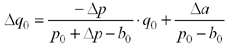 Δq₀ = −Δp / (p₀ + Δp − b₀) · q₀ + Δa / (p₀ − b₀)